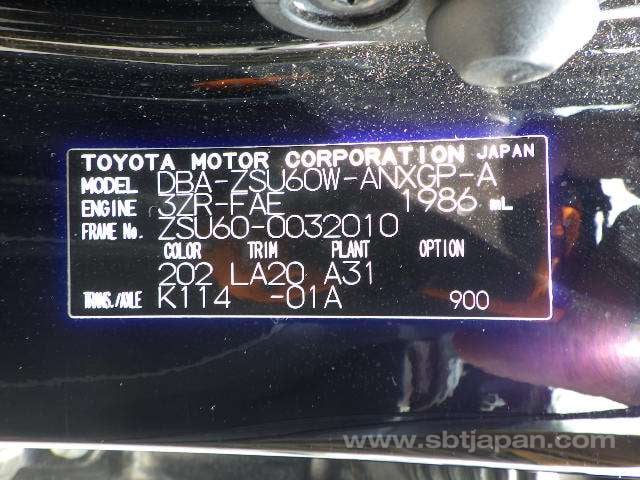 TOYOTA MOTOR CORPORATION JAPAN
MODEL DBA-ZSU60W-ANXGP-A
ENGINE 3ZR-FAE 1986 mL
FRAME No. ZSU60-0032010
COLOR TRIM PLANT OPTION
202 LA20 A31
TRANS./AXLE K114 -01A 900
www.sbtjapan.com